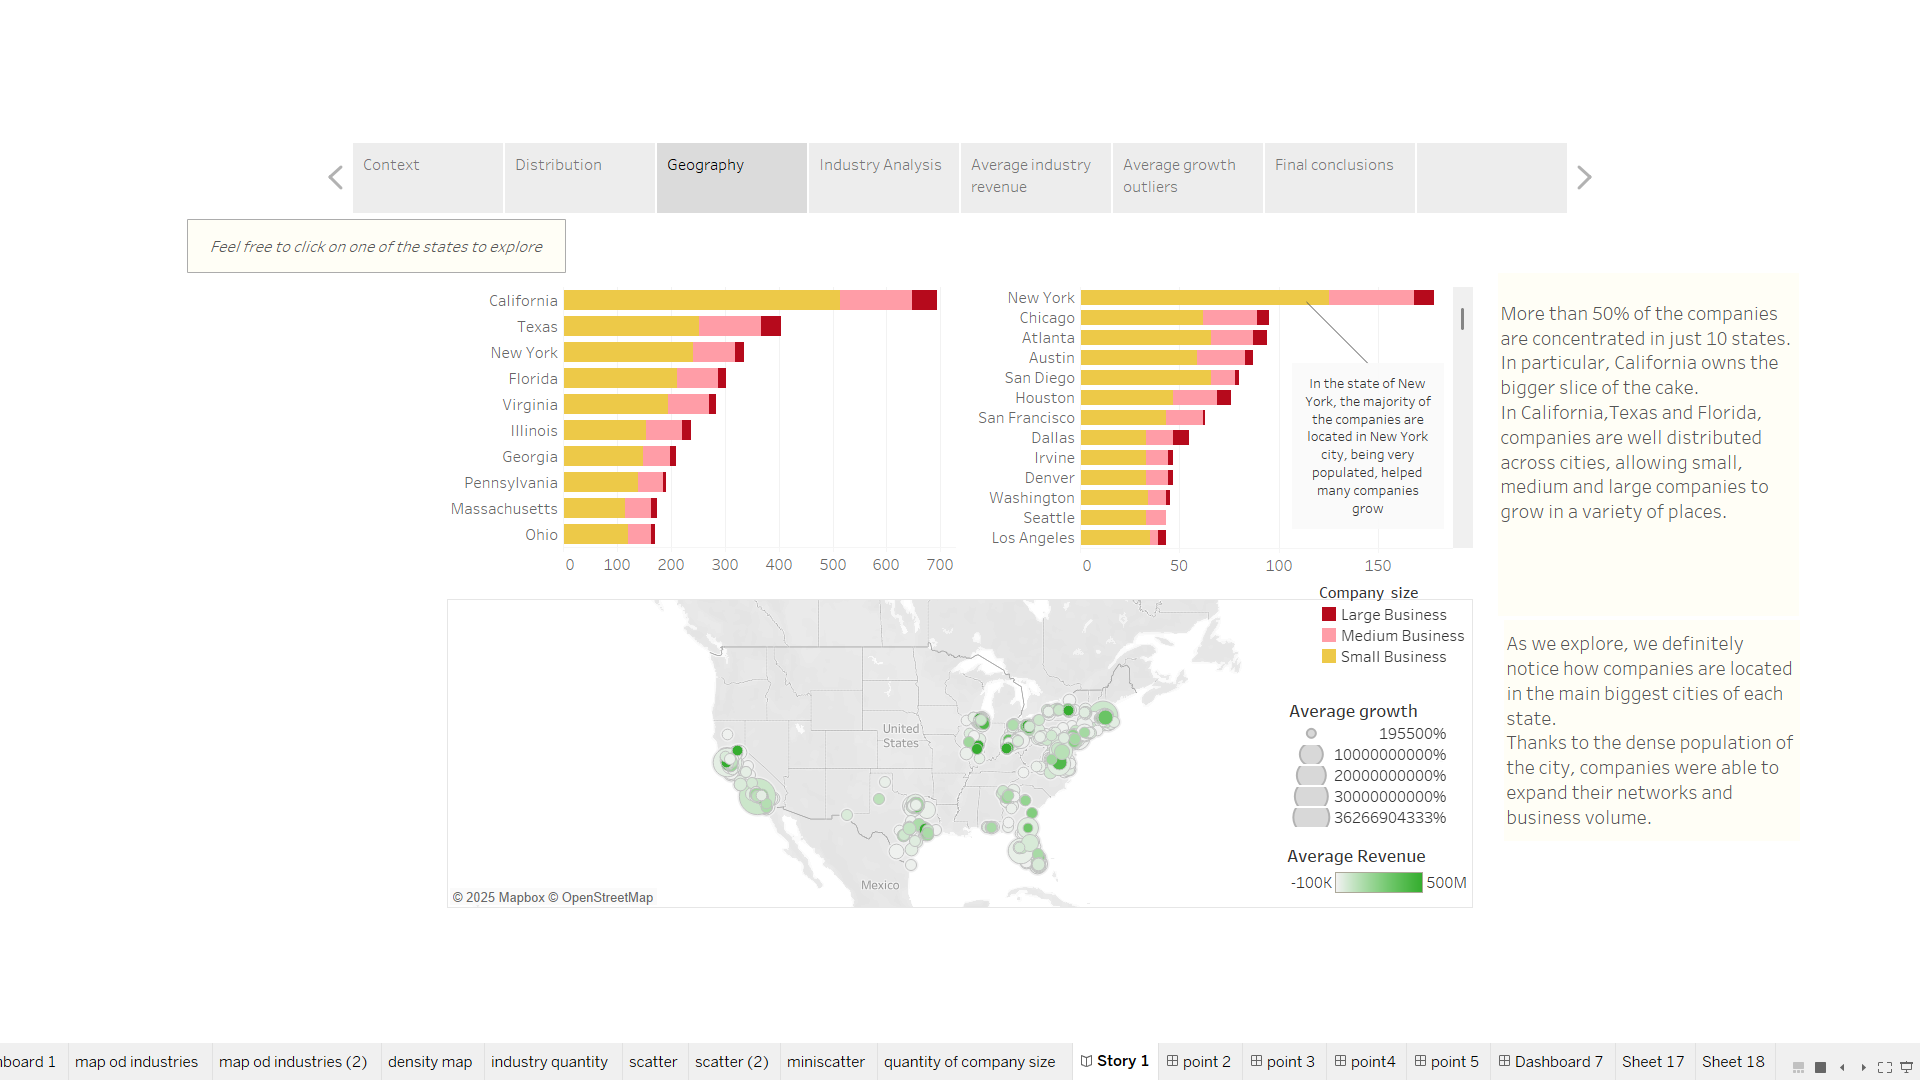 Context
Distribution
Geography
Industry Analysis
Average industry
revenue
Average growth
outliers
Final conclusions
Feel free to click on one of the states to explore
California
Texas
New York
Florida
Virginia
Illinois
Georgia
Pennsylvania
Massachusetts
Ohio
0 100 200 300 400 500 600 700
New York
Chicago
Atlanta
Austin
San Diego
Houston
San Francisco
Dallas
Irvine
Denver
Washington
Seattle
Los Angeles
0 50 100 150
In the state of New
York, the majority of
the companies are
located in New York
city, being very
populated, helped
many companies
grow
More than 50% of the companies
are concentrated in just 10 states.
In particular, California owns the
bigger slice of the cake.
In California,Texas and Florida,
companies are well distributed
across cities, allowing small,
medium and large companies to
grow in a variety of places.
Company size
Large Business
Medium Business
Small Business
Average growth
195500%
10000000000%
20000000000%
30000000000%
36266904333%
Average Revenue
-100K 500M
United
States
Mexico
© 2025 Mapbox © OpenStreetMap
As we explore, we definitely
notice how companies are located
in the main biggest cities of each
state.
Thanks to the dense population of
the city, companies were able to
expand their networks and
business volume.
board 1 map od industries map od industries (2) density map industry quantity scatter scatter (2) miniscatter quantity of company size Story 1 point 2 point 3 point4 point 5 Dashboard 7 Sheet 17 Sheet 18